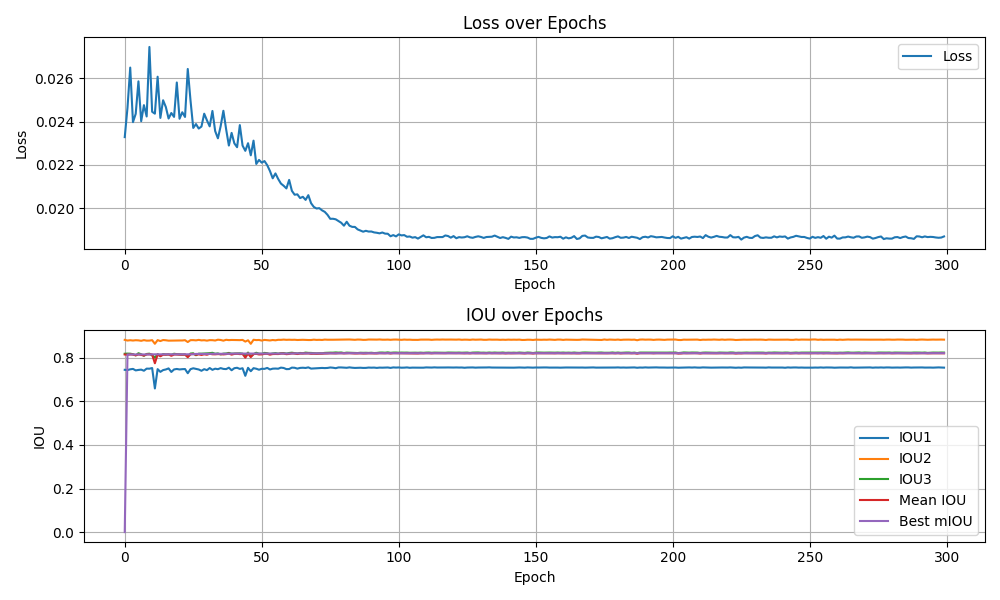 Loss over Epochs
Loss
0.026
0.024
0.022
0.020
Loss
0 50 100 150 200 250 300
Epoch
IOU over Epochs
0.8
0.6
0.4
0.2
0.0
IOU
IOU1
IOU2
IOU3
Mean IOU
Best mIOU
0 50 100 150 200 250 300
Epoch